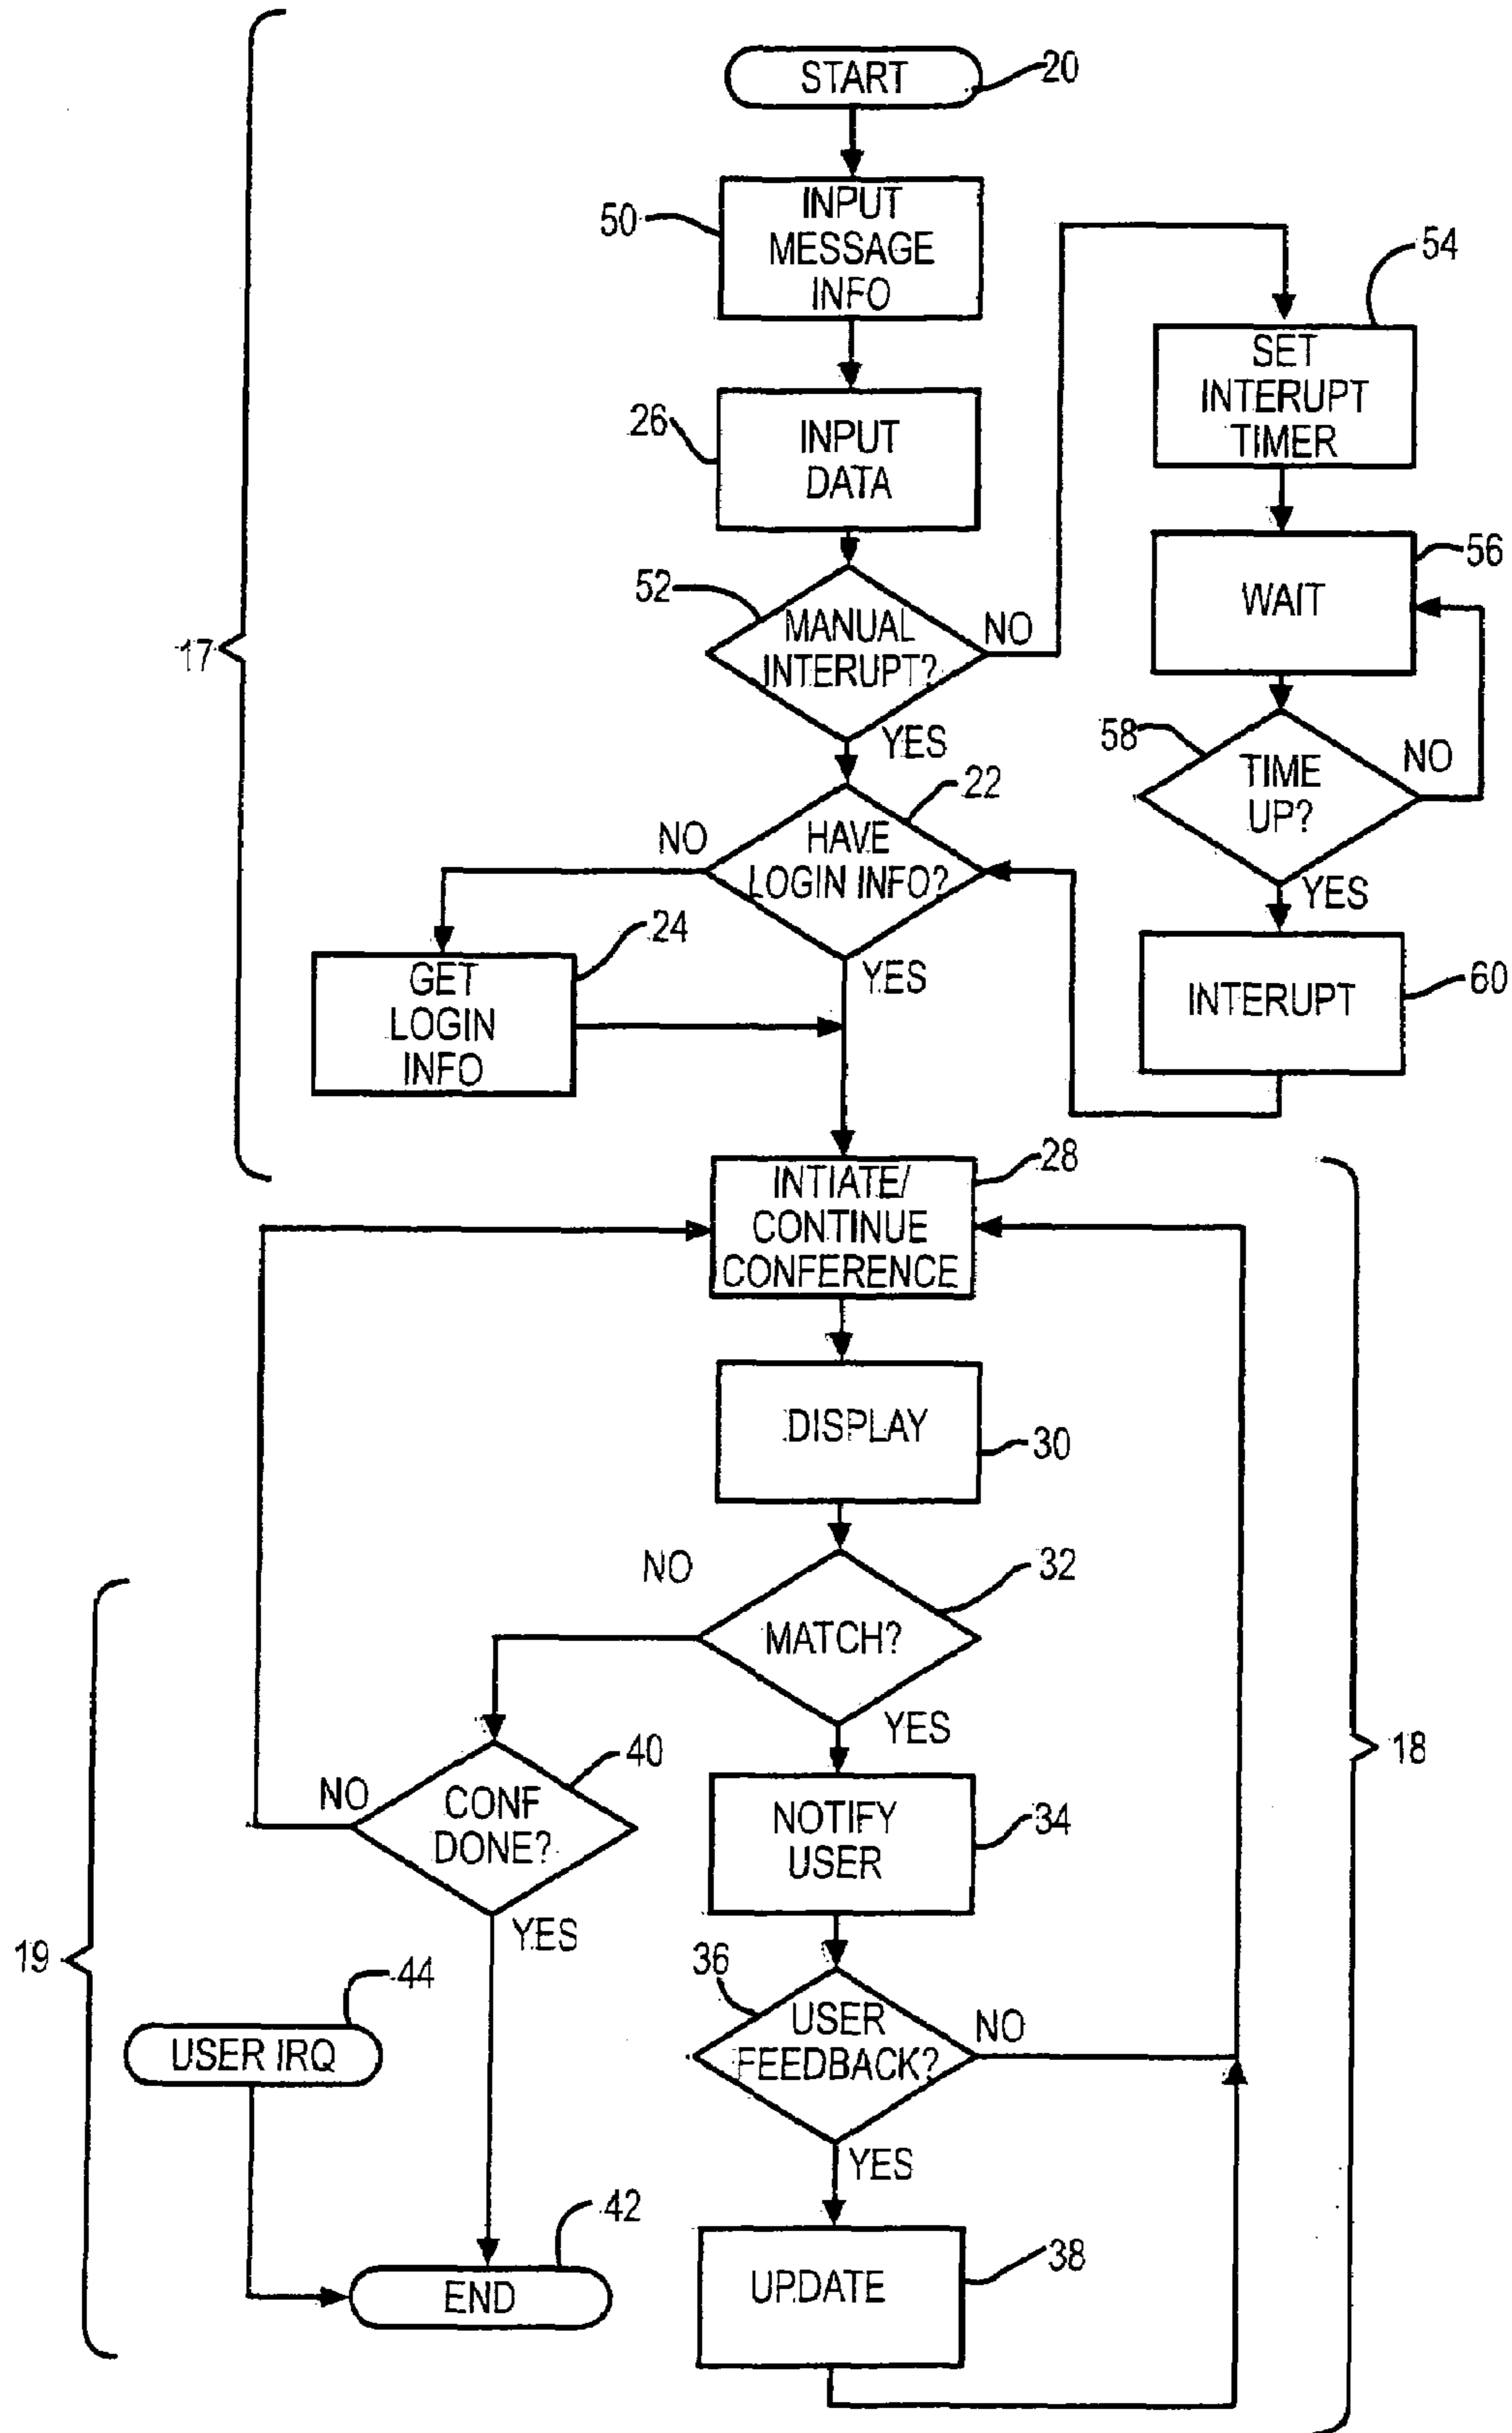 START
20
50
INPUT
MESSAGE
INFO
54
SET
INTERUPT
TIMER
26
INPUT
DATA
56
WAIT
52
MANUAL
INTERUPT?
NO
YES
17
58
TIME
UP?
NO
YES
22
HAVE
LOGIN INFO?
NO
YES
24
GET
LOGIN
INFO
60
INTERUPT
28
INTIATE/
CONTINUE
CONFERENCE
DISPLAY
30
NO
32
MATCH?
YES
18
40
NO
CONF
DONE?
YES
NOTIFY
USER
34
19
44
USER IRQ
36
USER
FEEDBACK?
NO
YES
42
END
38
UPDATE